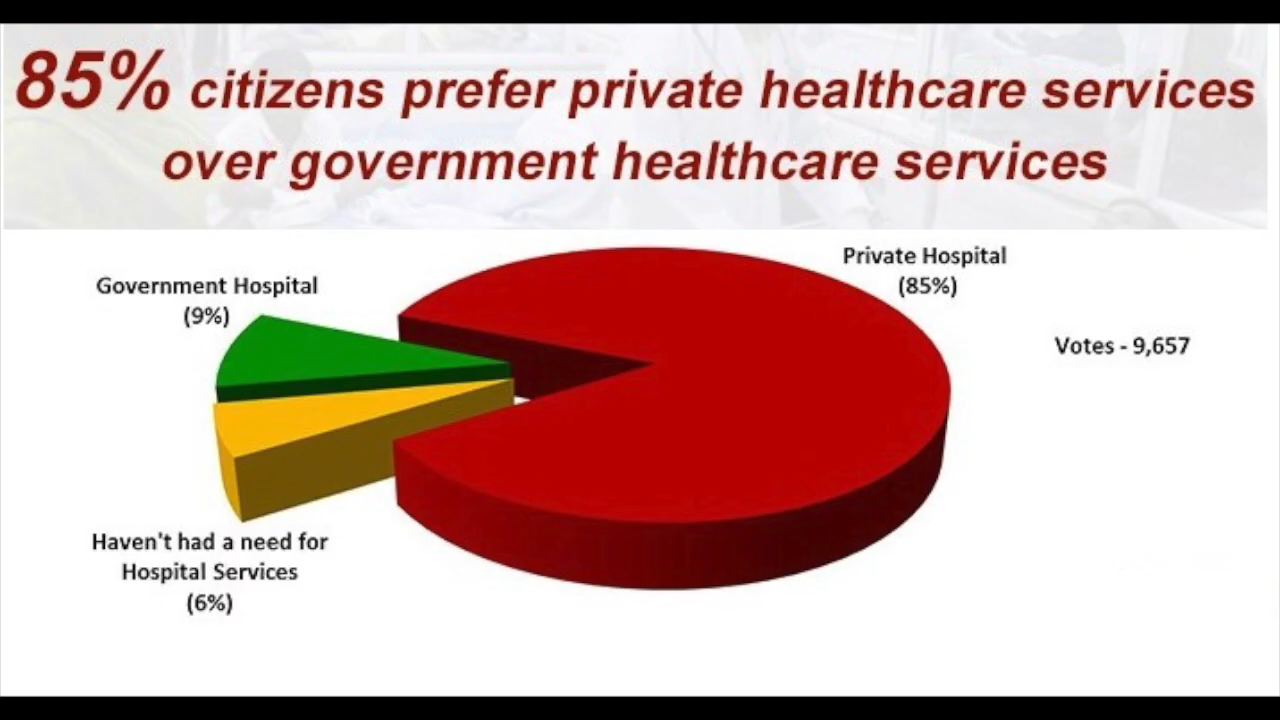 85% citizens prefer private healthcare services
over government healthcare services
Private Hospital
(85%)
Government Hospital
(9%)
Votes - 9,657
Haven't had a need for
Hospital Services
(6%)